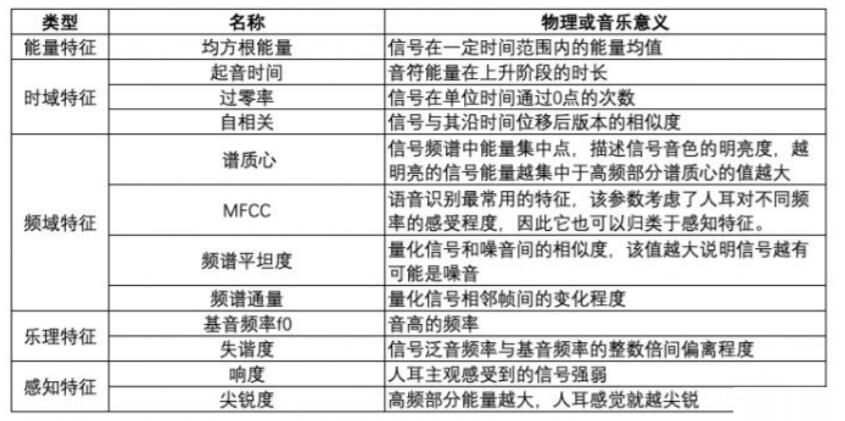 类型 名称 物理或音乐意义
能量特征 均方根能量 信号在一定时间范围内的能量均值
时域特征 起音时间 音符能量在上升阶段的时长
过零率 信号在单位时间通过0点的次数
自相关 信号与其沿时间位移后版本的相似度
频域特征 谱质心 信号频谱中能量集中点，描述信号音色的明亮度，越
明亮的信号能量越集中于高频部分谱质心的值越大
MFCC 语音识别最常用的特征，该参数考虑了人耳对不同频
率的感受程度，因此它也可以归类于感知特征。
频谱平坦度 量化信号和噪音间的相似度，该值越大说明信号越有
可能是噪音
频谱通量 量化信号相邻帧间的变化程度
乐理特征 基音频率f0 音高的频率
失谐度 信号泛音频率与基音频率的整数倍间偏离程度
感知特征 响度 人耳主观感受到的信号强弱
尖锐度 高频部分能量越大，人耳感觉就越尖锐